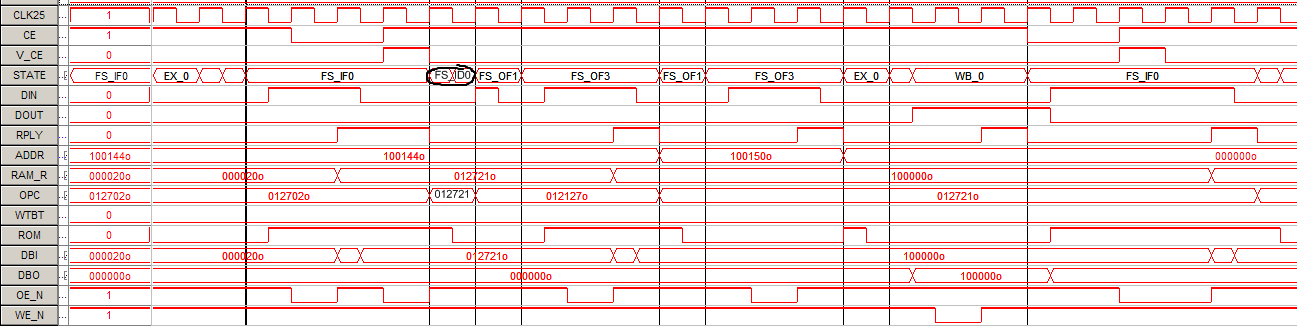 CLK25 1
CE 1
V_CE 0
STATE ... FS_IF0 EX_0 FS_IF0 FS ID0 FS_OF1 FS_OF3 FS_OF1 FS_OF3 EX_0 WB_0 FS_IF0
DIN ... 0
DOUT ... 0
RPLY ... 0
ADDR ... 100144o 100144o 100150o 000000o
RAM_R ... 000020o 000020o 012721o 100000o
OPC ... 012702o 012702o 012721 012127o 012721o
WTBT ... 0
ROM ... 0
DBI ... 000020o 000020o 012721o 100000o
DBO ... 000000o 000000o 100000o
OE_N ... 1
WE_N ... 1